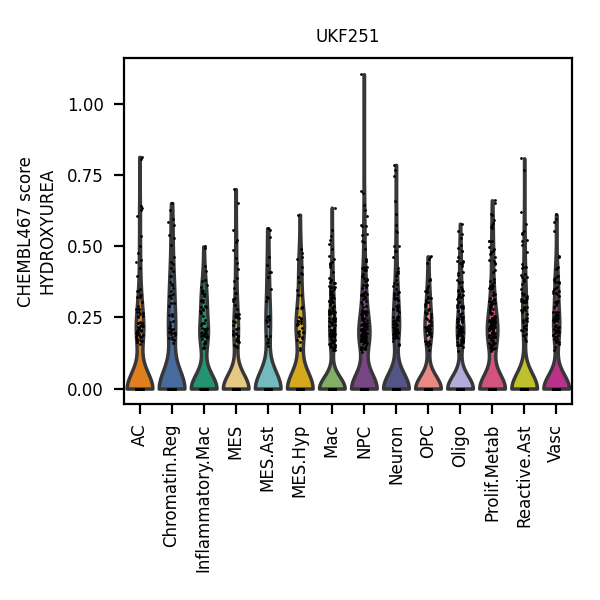 UKF251
CHEMBL467 score
HYDROXYUREA
1.00
0.75
0.50
0.25
0.00
AC
Chromatin.Reg
Inflammatory.Mac
MES
MES.Ast
MES.Hyp
Mac
NPC
Neuron
OPC
Oligo
Prolif.Metab
Reactive.Ast
Vasc